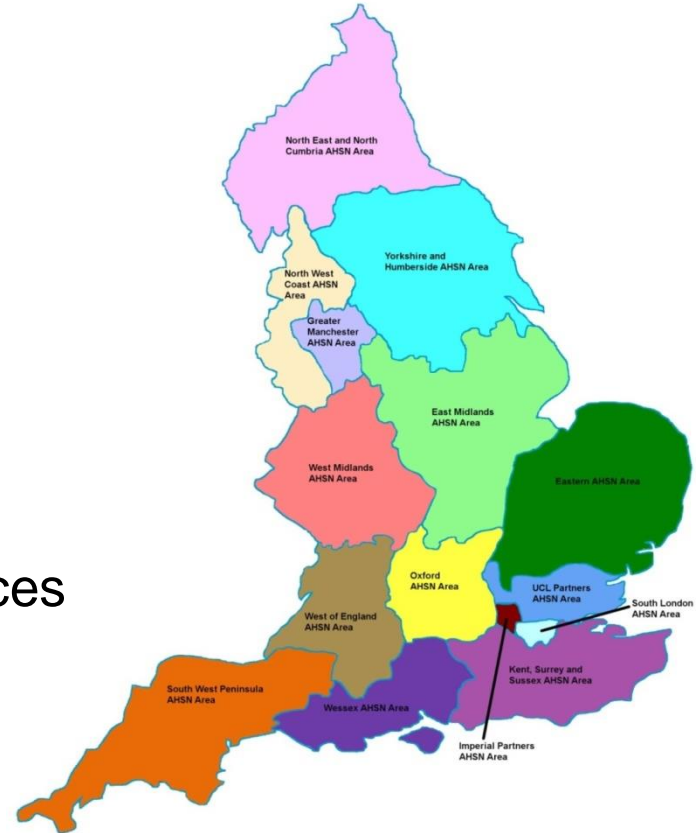 North East and North
Cumbria AHSN Area
Yorkshire and
Humberside AHSN Area
North West
Coast AHSN
Area
Greater
Manchester
AHSN Area
East Midlands
AHSN Area
West Midlands
AHSN Area
Eastern AHSN Area
Oxford
AHSN Area
UCL Partners
AHSN Area
ces
South London
AHSN Area
West of England
AHSN Area
Kent, Surrey and
Sussex AHSN Area
South West Peninsula
AHSN Area
Wessex AHSN Area
Imperial Partners
AHSN Area